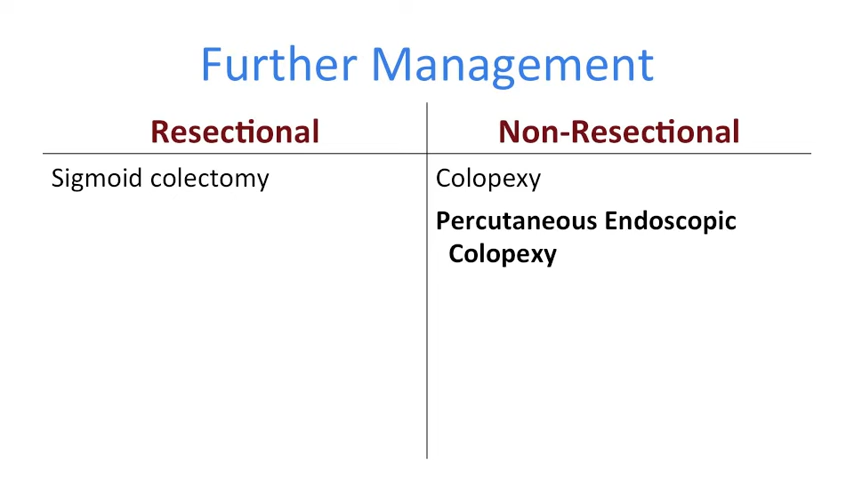 Further Management
Resectional
Non-Resectional
Sigmoid colectomy
Colopexy
Percutaneous Endoscopic
Colopexy